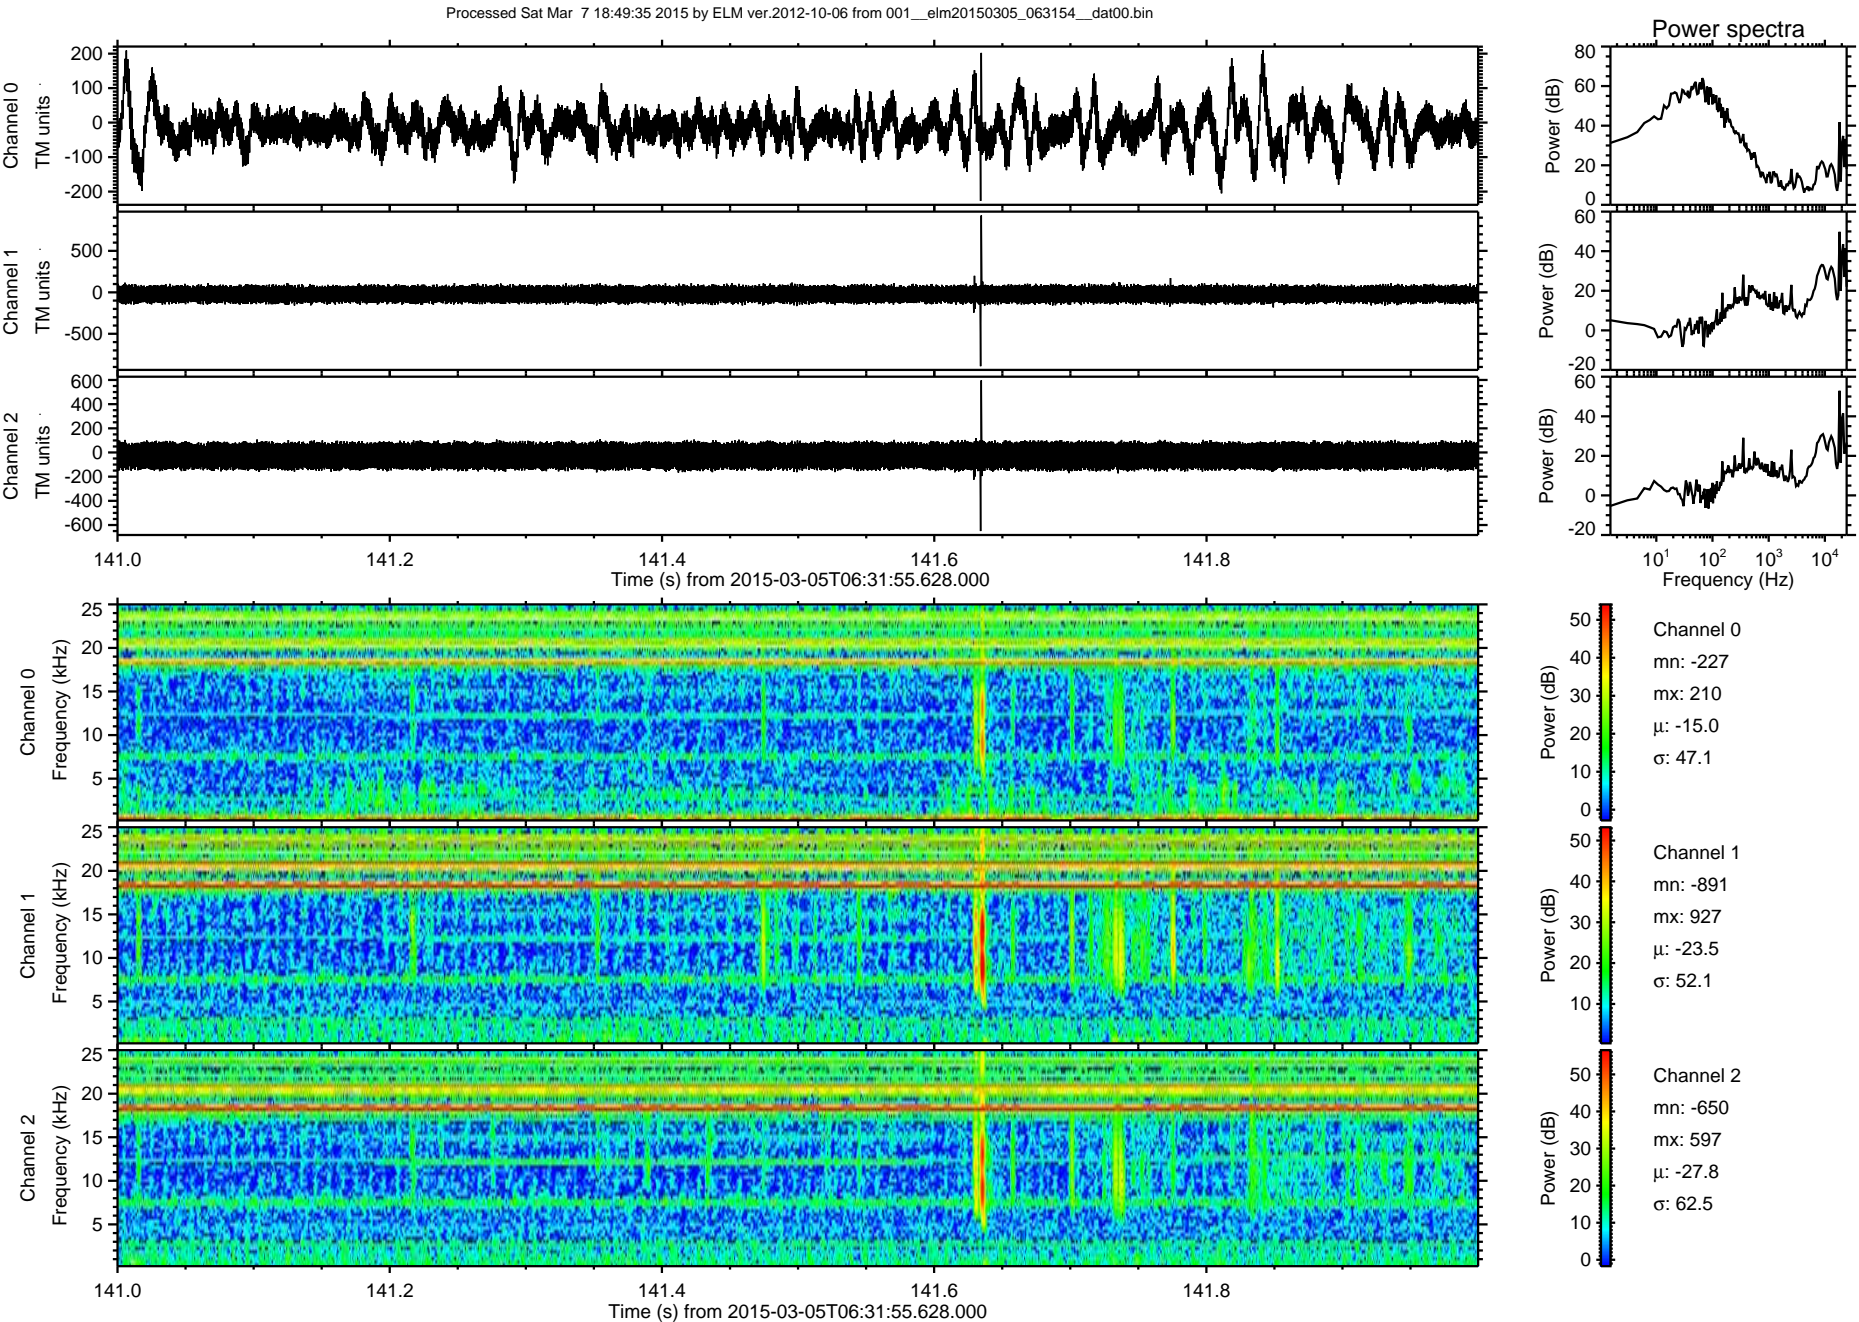 Processed Sat Mar  7 18:49:35 2015 by ELM ver.2012-10-06 from 001__elm20150305_063154__dat00.bin
Power spectra
Channel 0
TM units
200
100
0
-100
-200
Power (dB)
80
60
40
20
0
Channel 1
TM units
500
0
-500
Power (dB)
60
40
20
0
-20
Channel 2
TM units
600
400
200
0
-200
-400
-600
Power (dB)
60
40
20
0
-20
141.0 141.2 141.4 141.6 141.8
Time (s) from 2015-03-05T06:31:55.628.000
10¹ 10² 10³ 10⁴
Frequency (Hz)
Channel 0
Frequency (kHz)
25
20
15
10
5
Power (dB)
50
40
30
20
10
0
Channel 0
mn: -227
mx: 210
μ: -15.0
σ: 47.1
Channel 1
Frequency (kHz)
25
20
15
10
5
Power (dB)
50
40
30
20
10
Channel 1
mn: -891
mx: 927
μ: -23.5
σ: 52.1
Channel 2
Frequency (kHz)
25
20
15
10
5
Power (dB)
50
40
30
20
10
0
Channel 2
mn: -650
mx: 597
μ: -27.8
σ: 62.5
141.0 141.2 141.4 141.6 141.8
Time (s) from 2015-03-05T06:31:55.628.000